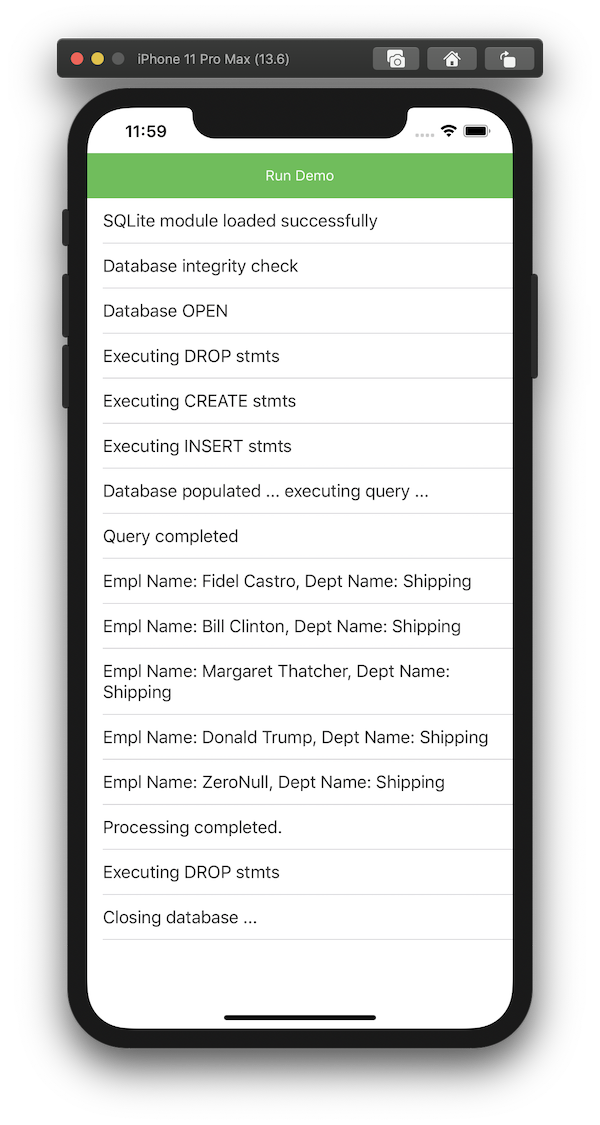 iPhone 11 Pro Max (13.6)
11:59
Run Demo
SQLite module loaded successfully
Database integrity check
Database OPEN
Executing DROP stmts
Executing CREATE stmts
Executing INSERT stmts
Database populated ... executing query ...
Query completed
Empl Name: Fidel Castro, Dept Name: Shipping
Empl Name: Bill Clinton, Dept Name: Shipping
Empl Name: Margaret Thatcher, Dept Name:
Shipping
Empl Name: Donald Trump, Dept Name: Shipping
Empl Name: ZeroNull, Dept Name: Shipping
Processing completed.
Executing DROP stmts
Closing database ...